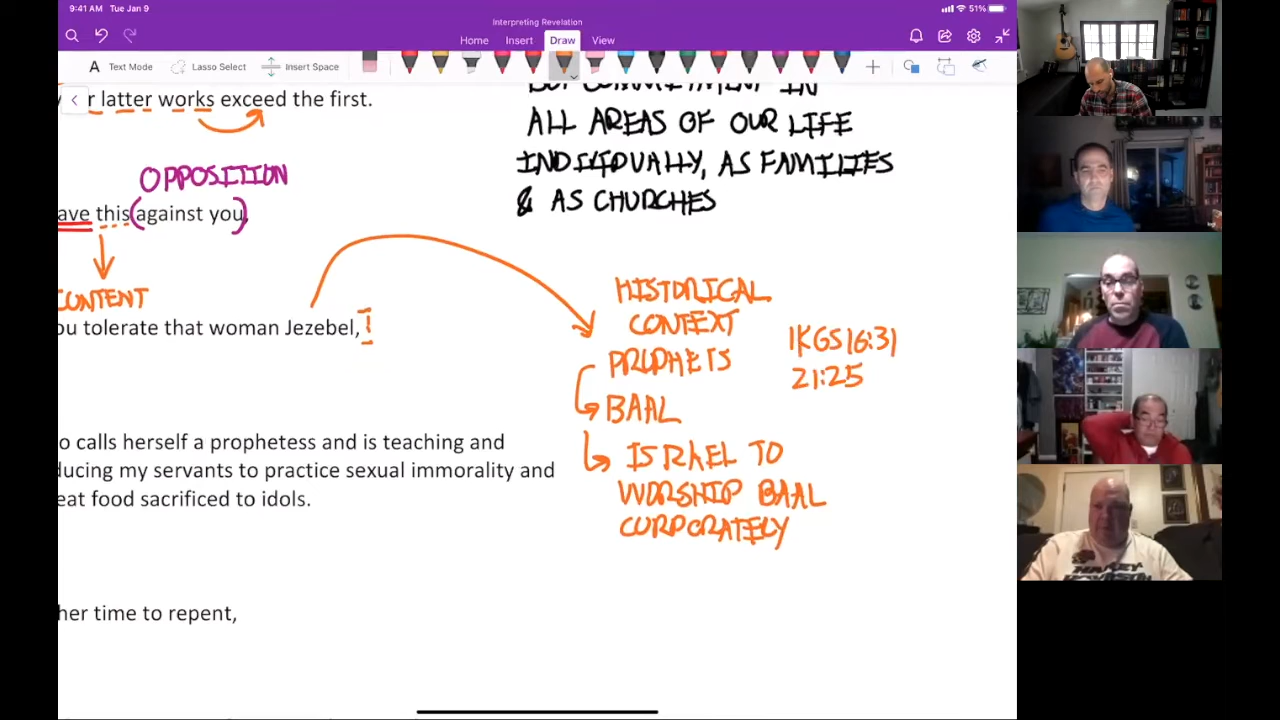 9:41 AM Tue Jan 9
51%
Interpreting Revelation
Home Insert Draw View
A Text Mode Lasso Select Insert Space
r latter works exceed the first.
ALL AREAS OF OUR LIFE
INDIVIDUALLY, AS FAMILIES
& AS CHURCHES
OPPOSITION
ave this (against you),
CONTENT
ou tolerate that woman Jezebel,
HISTORICAL
CONTEXT
PROPHETS
1KGS 16:31
21:25
BAAL
o calls herself a prophetess and is teaching and
ducing my servants to practice sexual immorality and
eat food sacrificed to idols.
ISRAEL TO
WORSHIP BAAL
CORPORATELY
her time to repent,